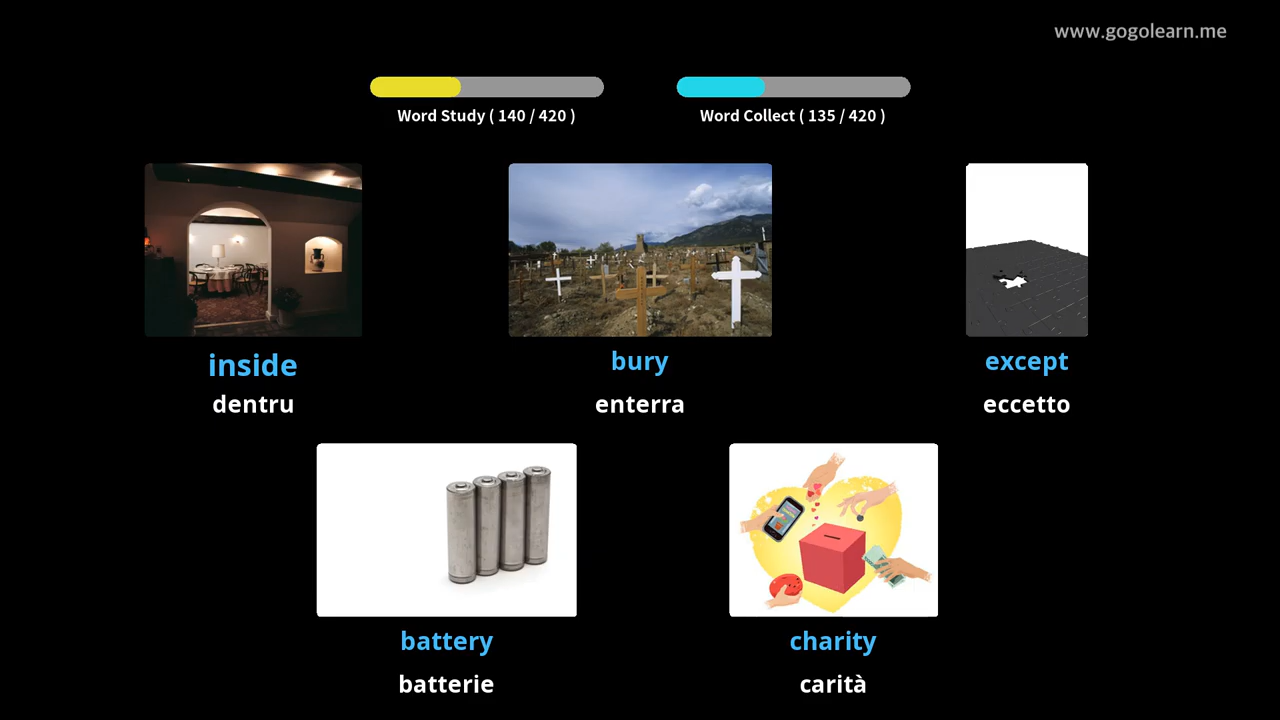 www.gogolearn.me
Word Study ( 140 / 420 )
Word Collect ( 135 / 420 )
inside
dentru
bury
enterra
except
eccetto
battery
batterie
charity
carità